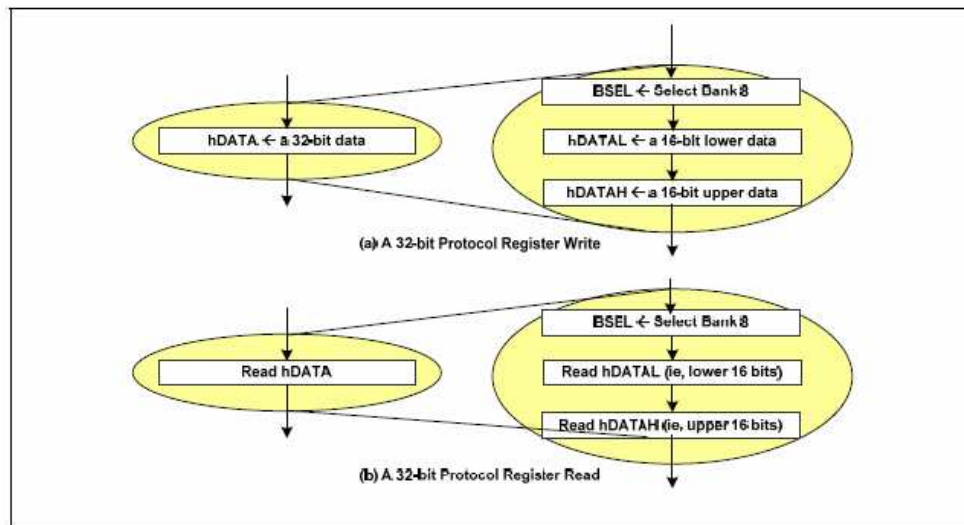 BSEL ← Select Bank 8
hDATA ← a 32-bit data
hDATAL ← a 16-bit lower data
hDATAH ← a 16-bit upper data
(a) A 32-bit Protocol Register Write
BSEL ← Select Bank 8
Read hDATA
Read hDATAL (ie, lower 16 bits)
Read hDATAH (ie, upper 16 bits)
(b) A 32-bit Protocol Register Read